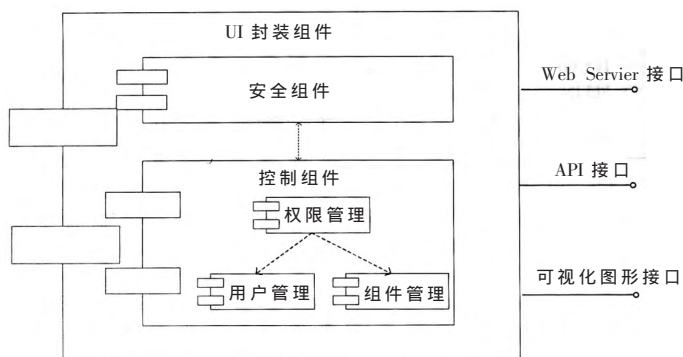 UI 封装组件
Web Servier 接口
安全组件
控制组件
API 接口
权限管理
用户管理
组件管理
可视化图形接口